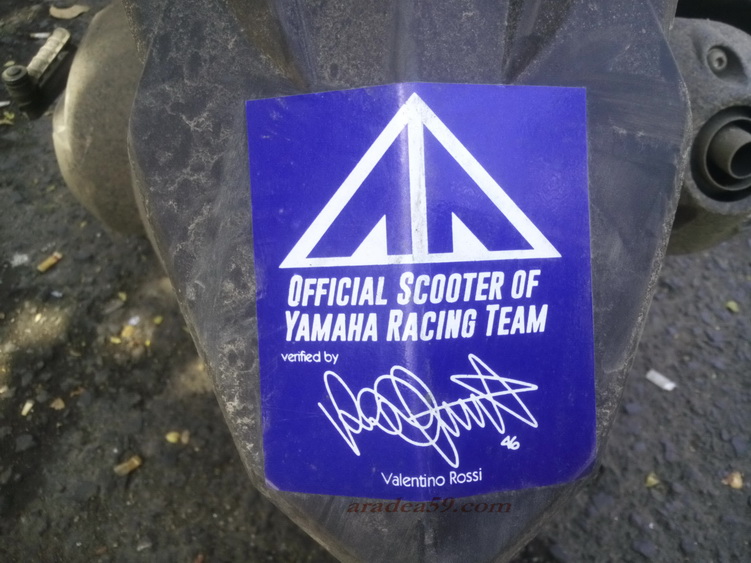 OFFICIAL SCOOTER OF
YAMAHA RACING TEAM
verified by
46
Valentino Rossi
aradea59.com